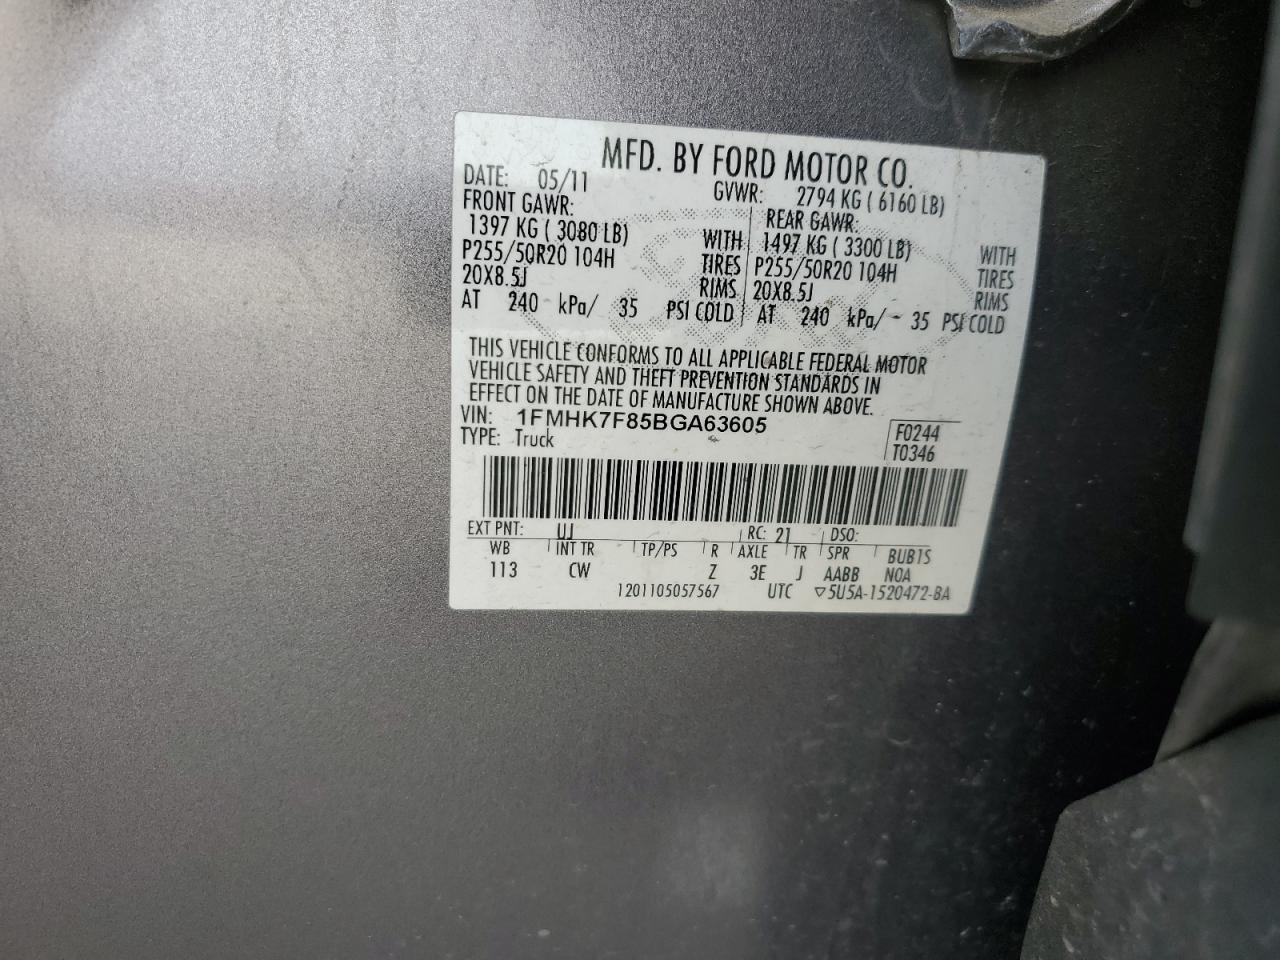 MFD. BY FORD MOTOR CO.
DATE: 05/11 GVWR: 2794 KG ( 6160 LB)
FRONT GAWR: REAR GAWR:
1397 KG ( 3080 LB) WITH 1497 KG ( 3300 LB) WITH
P255/50R20 104H TIRES P255/50R20 104H TIRES
20X8.5J RIMS 20X8.5J RIMS
AT 240 kPa/ 35 PSI COLD AT 240 kPa/ 35 PSI COLD
THIS VEHICLE CONFORMS TO ALL APPLICABLE FEDERAL MOTOR
VEHICLE SAFETY AND THEFT PREVENTION STANDARDS IN
EFFECT ON THE DATE OF MANUFACTURE SHOWN ABOVE.
VIN: 1FMHK7F85BGA63605 F0244
TYPE: Truck T0346
EXT PNT: UJ RC: 21 DSO:
WB INT TR TP/PS R AXLE TR SPR BUB1S
113 CW Z 3E J AABB NOA
1201105057567 UTC ▽5U5A-1520472-BA